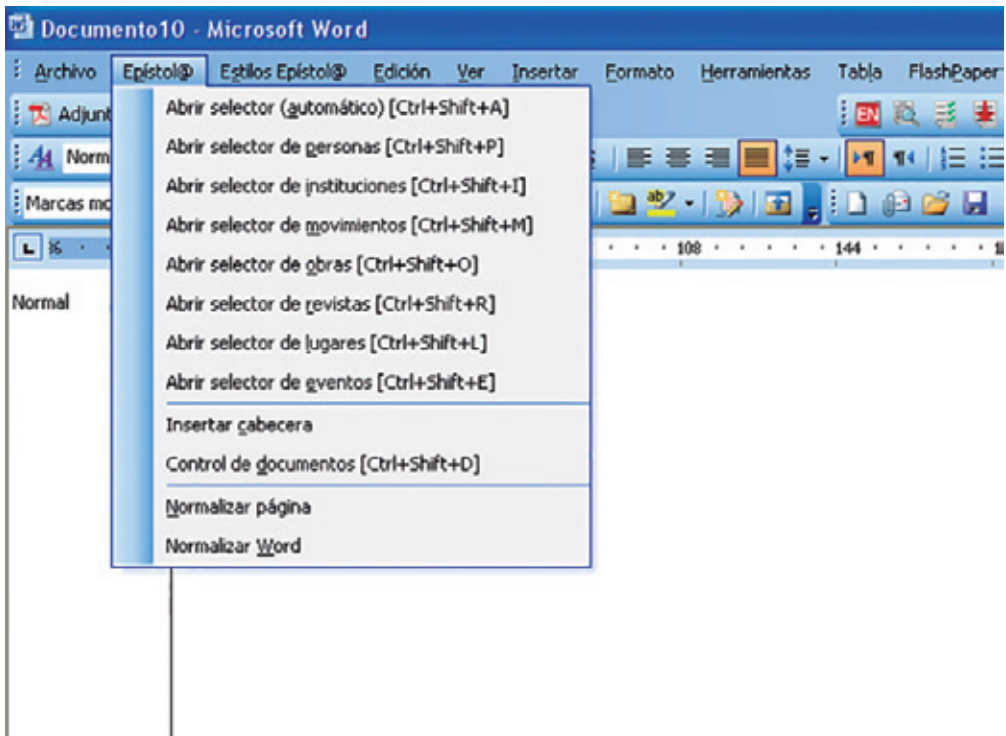 Documento10 - Microsoft Word
Archivo Epístol@ Estilos Epístol@ Edición Ver Insertar Formato Herramientas Tabla FlashPaper
Adjunt
EN
Norm
Marcas mo
36 108 144
Normal
Abrir selector (automático) [Ctrl+Shift+A]
Abrir selector de personas [Ctrl+Shift+P]
Abrir selector de instituciones [Ctrl+Shift+I]
Abrir selector de movimientos [Ctrl+Shift+M]
Abrir selector de obras [Ctrl+Shift+O]
Abrir selector de revistas [Ctrl+Shift+R]
Abrir selector de lugares [Ctrl+Shift+L]
Abrir selector de eventos [Ctrl+Shift+E]
Insertar cabecera
Control de documentos [Ctrl+Shift+D]
Normalizar página
Normalizar Word